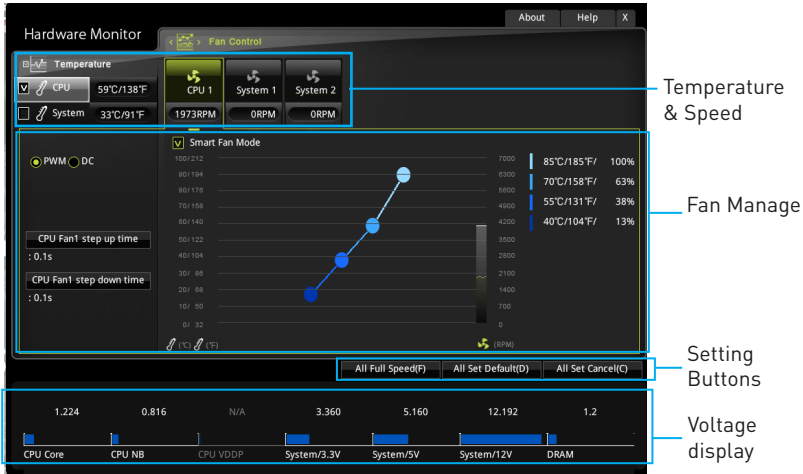 About Help X
Hardware Monitor
Fan Control
Temperature
CPU 59℃/138℉
System 33℃/91℉
CPU 1 System 1 System 2
1973RPM 0RPM 0RPM
Temperature
& Speed
Smart Fan Mode
PWM DC
100/212 7000
90/194 6300
80/176 5600
70/158 4900
60/140 4200
50/122 3500
40/104 2800
30/ 86 2100
20/ 68 1400
10/ 50 700
0/ 32 0
(℃) (℉) (RPM)
85℃/185℉/ 100%
70℃/158℉/ 63%
55℃/131℉/ 38%
40℃/104℉/ 13%
CPU Fan1 step up time
: 0.1s
CPU Fan1 step down time
: 0.1s
Fan Manage
All Full Speed(F) All Set Default(D) All Set Cancel(C)
Setting
Buttons
1.224 0.816 N/A 3.360 5.160 12.192 1.2
CPU Core CPU NB CPU VDDP System/3.3V System/5V System/12V DRAM
Voltage
display